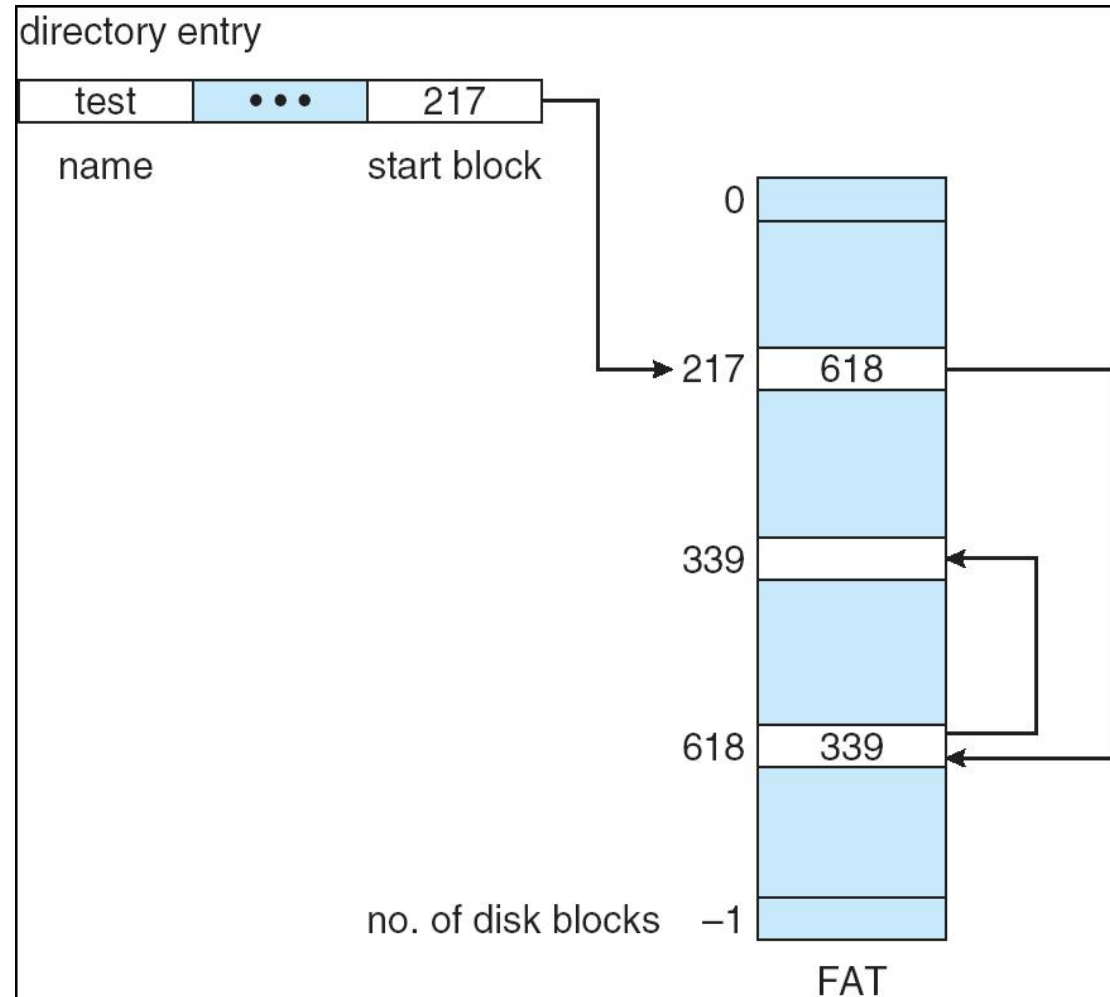 directory entry
test ••• 217
name start block
0
217 618
339
618 339
no. of disk blocks –1
FAT